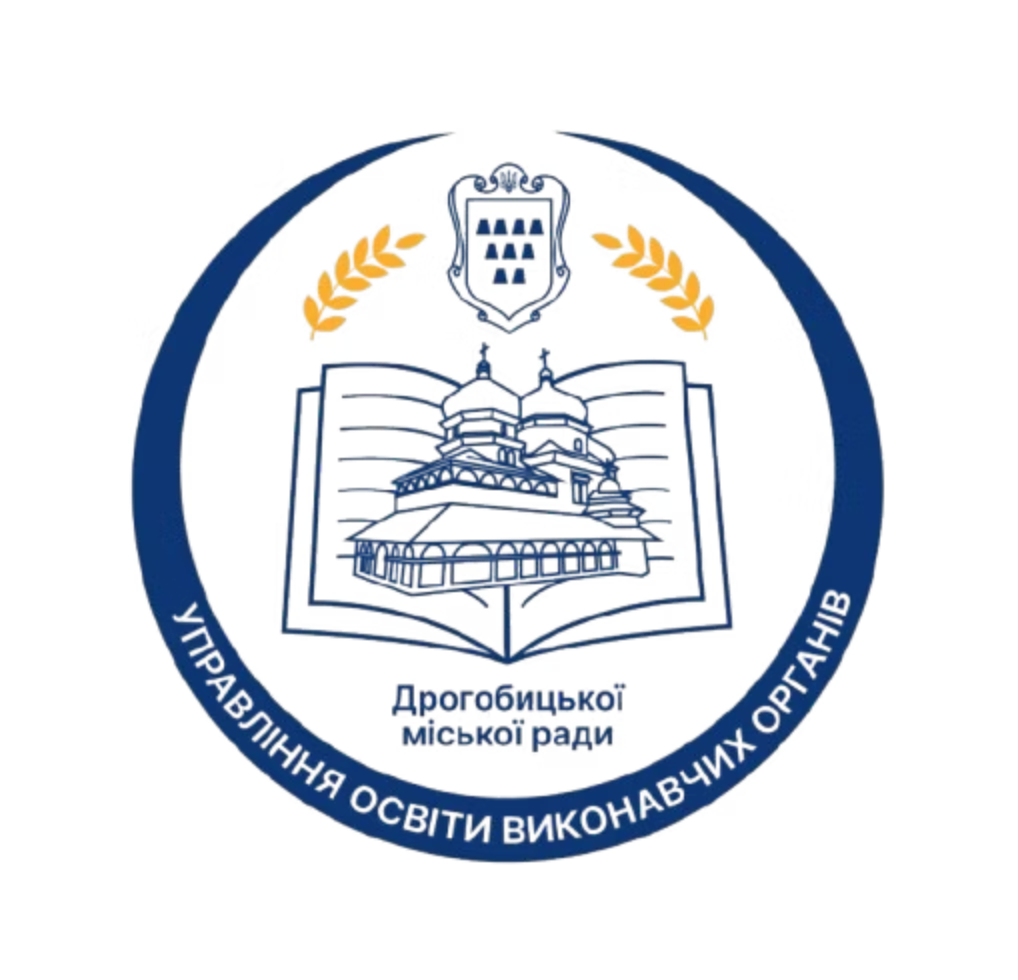 Дрогобицької
міської ради
УПРАВЛІННЯ ОСВІТИ ВИКОНАВЧИХ ОРГАНІВ